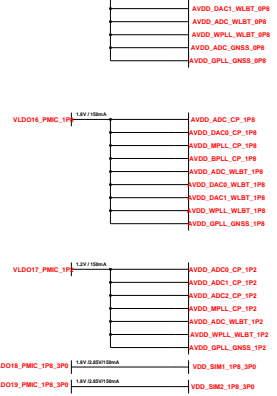 AVDD_DAC1_WLBT_0P8
AVDD_ADC_WLBT_0P8
AVDD_WPLL_WLBT_0P8
AVDD_ADC_GNSS_0P8
AVDD_GPLL_GNSS_0P8
VLDO16_PMIC_1P8 1.8V / 150mA AVDD_ADC_CP_1P8
AVDD_DAC0_CP_1P8
AVDD_MPLL_CP_1P8
AVDD_BPLL_CP_1P8
AVDD_ADC_WLBT_1P8
AVDD_DAC0_WLBT_1P8
AVDD_DAC1_WLBT_1P8
AVDD_WPLL_WLBT_1P8
AVDD_GPLL_GNSS_1P8
VLDO17_PMIC_1P2 1.2V / 150mA AVDD_ADC0_CP_1P2
AVDD_ADC1_CP_1P2
AVDD_ADC2_CP_1P2
AVDD_MPLL_CP_1P2
AVDD_ADC_WLBT_1P2
AVDD_WPLL_WLBT_1P2
AVDD_GPLL_GNSS_1P2
DO18_PMIC_1P8_3P0 1.8V /2.85V/150mA VDD_SIM1_1P8_3P0
DO19_PMIC_1P8_3P0 1.8V /2.85V/150mA VDD_SIM2_1P8_3P0